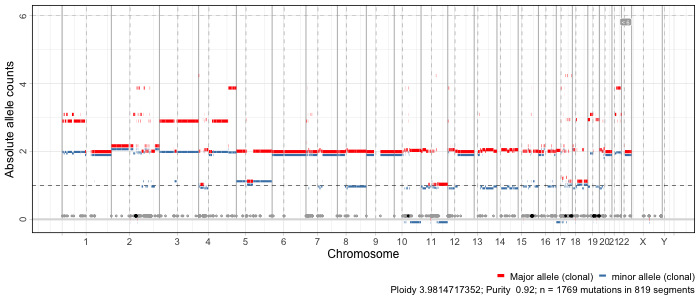 6
4
2
0
Absolute allele counts
1 2 3 4 5 6 7 8 9 10 11 12 13 14 15 16 17 18 19 20 21 22 X Y
Chromosome
Major allele (clonal) minor allele (clonal)
Ploidy 3.9814717352; Purity 0.92; n = 1769 mutations in 819 segments